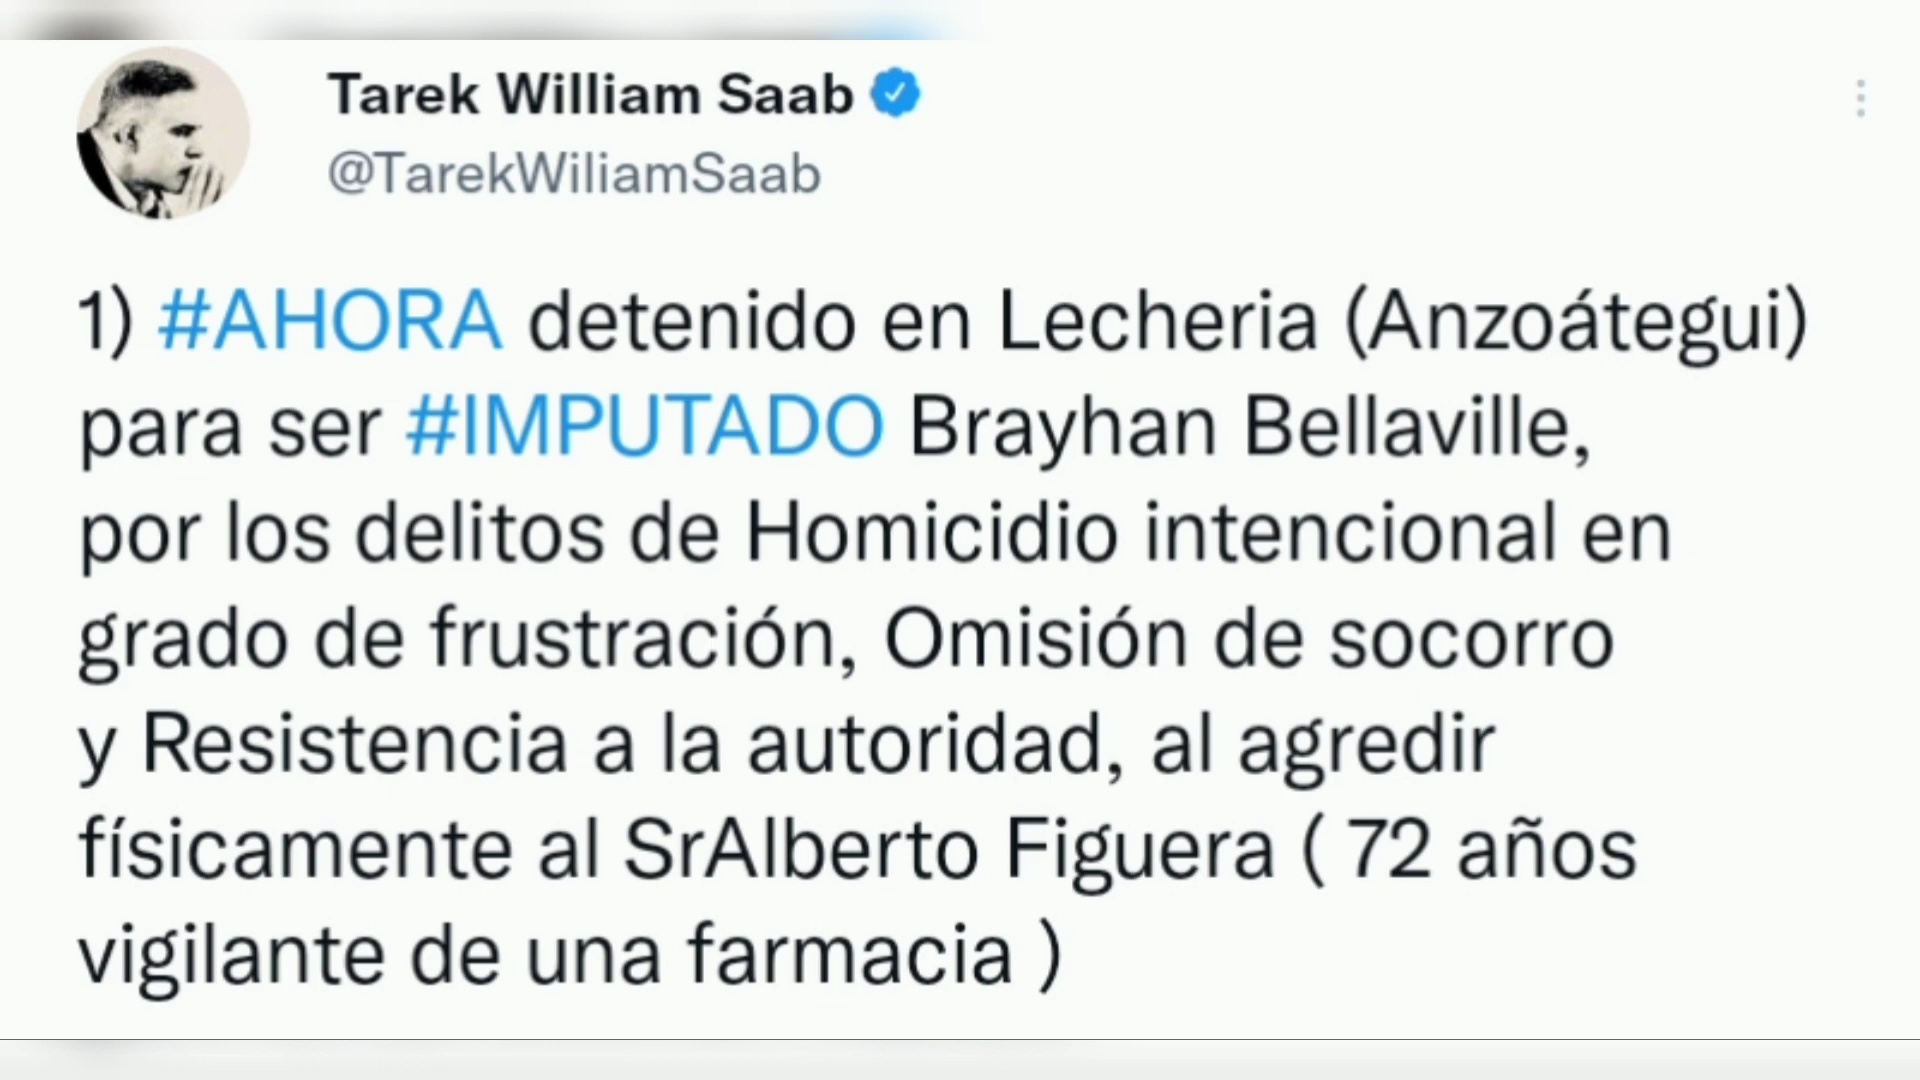 Tarek William Saab
@TarekWiliamSaab
1) #AHORA detenido en Lecheria (Anzoátegui)
para ser #IMPUTADO Brayhan Bellaville,
por los delitos de Homicidio intencional en
grado de frustración, Omisión de socorro
y Resistencia a la autoridad, al agredir
físicamente al SrAlberto Figuera ( 72 años
vigilante de una farmacia )